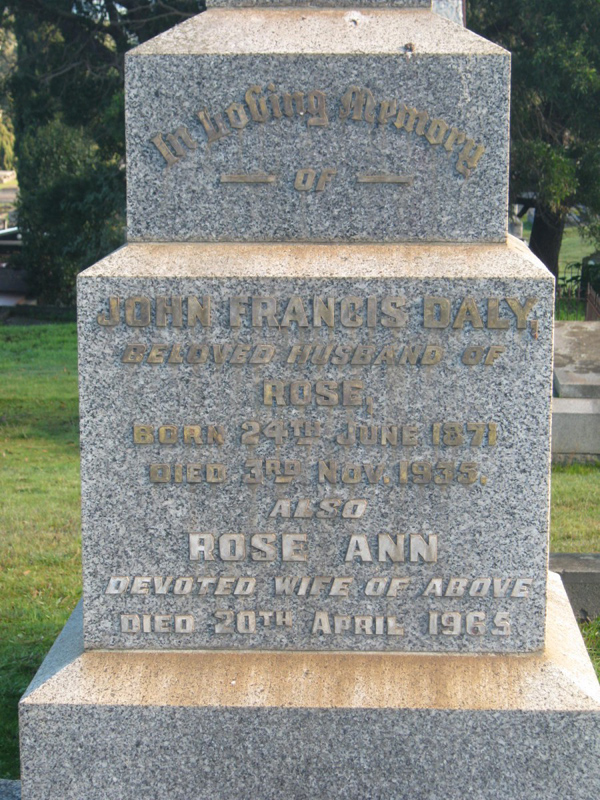 In Loving Memory
— OF —
JOHN FRANCIS DALY,
BELOVED HUSBAND OF
ROSE,
BORN 24TH JUNE 1871
DIED 3RD NOV. 1935.
ALSO
ROSE ANN
DEVOTED WIFE OF ABOVE
DIED 20TH APRIL 1965